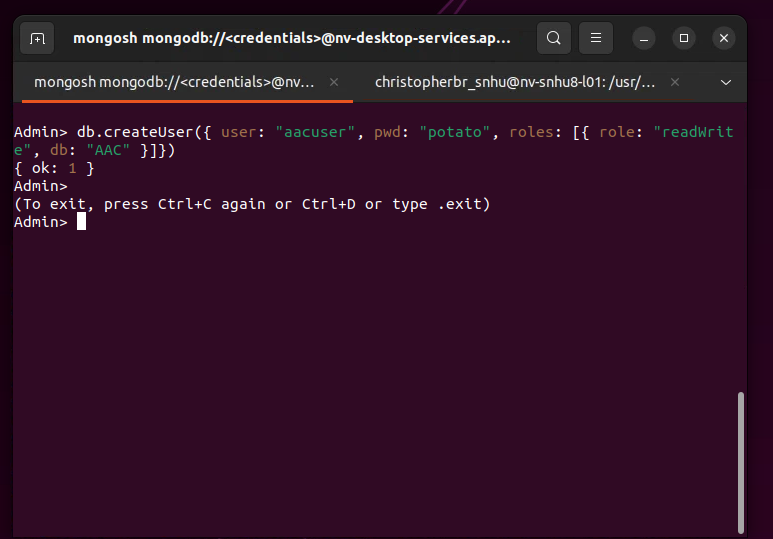 mongosh mongodb://<credentials>@nv-desktop-services.ap...
mongosh mongodb://<credentials>@nv...
christopherbr_snhu@nv-snhu8-l01: /usr/...
Admin> db.createUser({ user: "aacuser", pwd: "potato", roles: [{ role: "readWrit
e", db: "AAC" }]})
{ ok: 1 }
Admin>
(To exit, press Ctrl+C again or Ctrl+D or type .exit)
Admin>